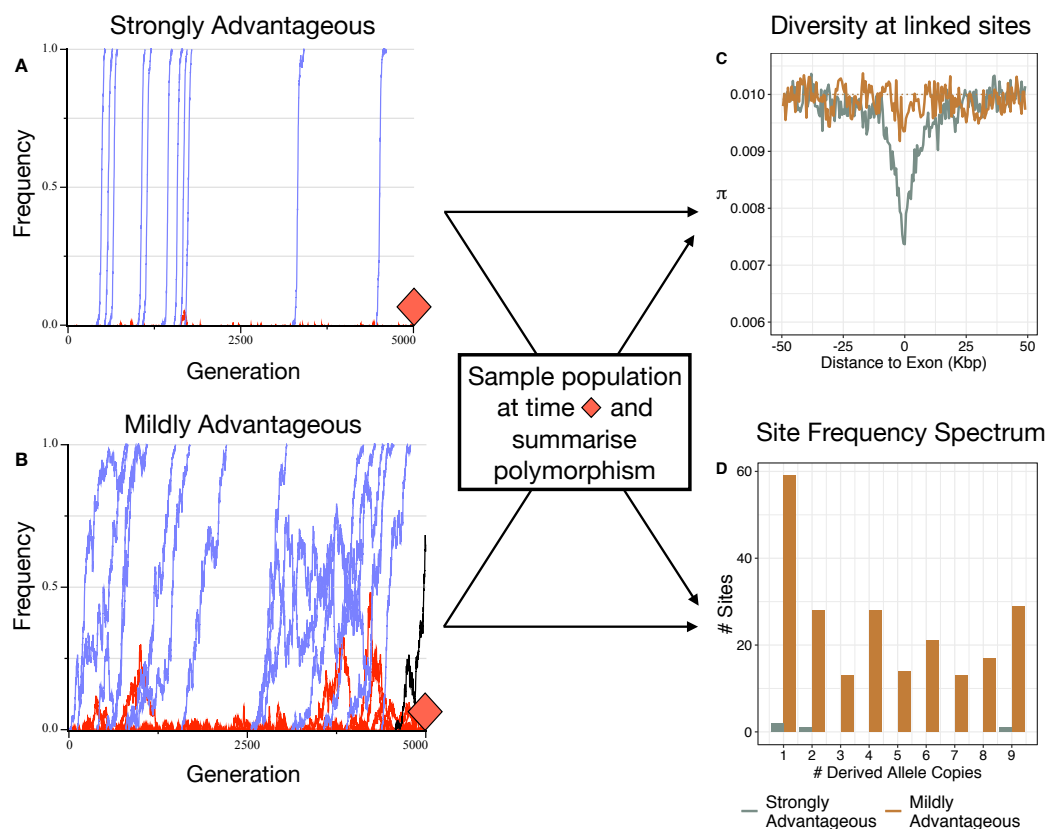 Strongly Advantageous
A
1.0
0.5
0.0
Frequency
0
2500
5000
Generation
Mildly Advantageous
B
1.0
0.5
0.0
Frequency
0
2500
5000
Generation
Sample population
at time and
summarise
polymorphism
Diversity at linked sites
C
0.010
0.009
0.008
0.007
0.006
π
-50 -25 0 25 50
Distance to Exon (Kbp)
Site Frequency Spectrum
D
60
40
20
0
# Sites
1 2 3 4 5 6 7 8 9
# Derived Allele Copies
Strongly
Advantageous
Mildly
Advantageous